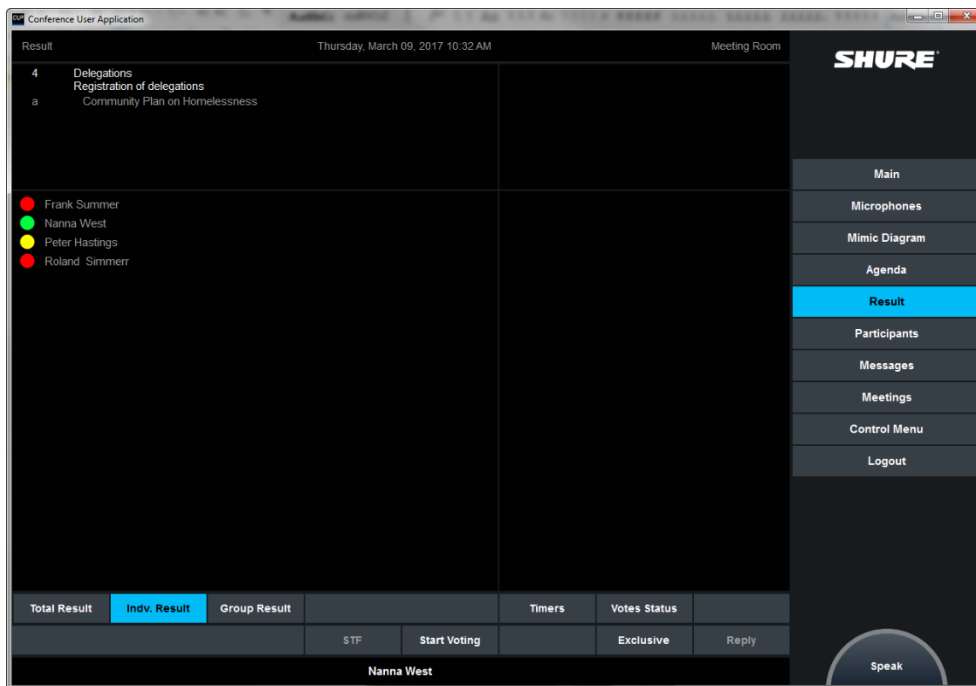 Conference User Application
Result Thursday, March 09, 2017 10:32 AM Meeting Room
SHURE
4 Delegations
Registration of delegations
a Community Plan on Homelessness
Frank Summer
Nanna West
Peter Hastings
Roland Simmerr
Main
Microphones
Mimic Diagram
Agenda
Result
Participants
Messages
Meetings
Control Menu
Logout
Total Result Indv. Result Group Result Timers Votes Status
STF Start Voting Exclusive Reply
Nanna West
Speak